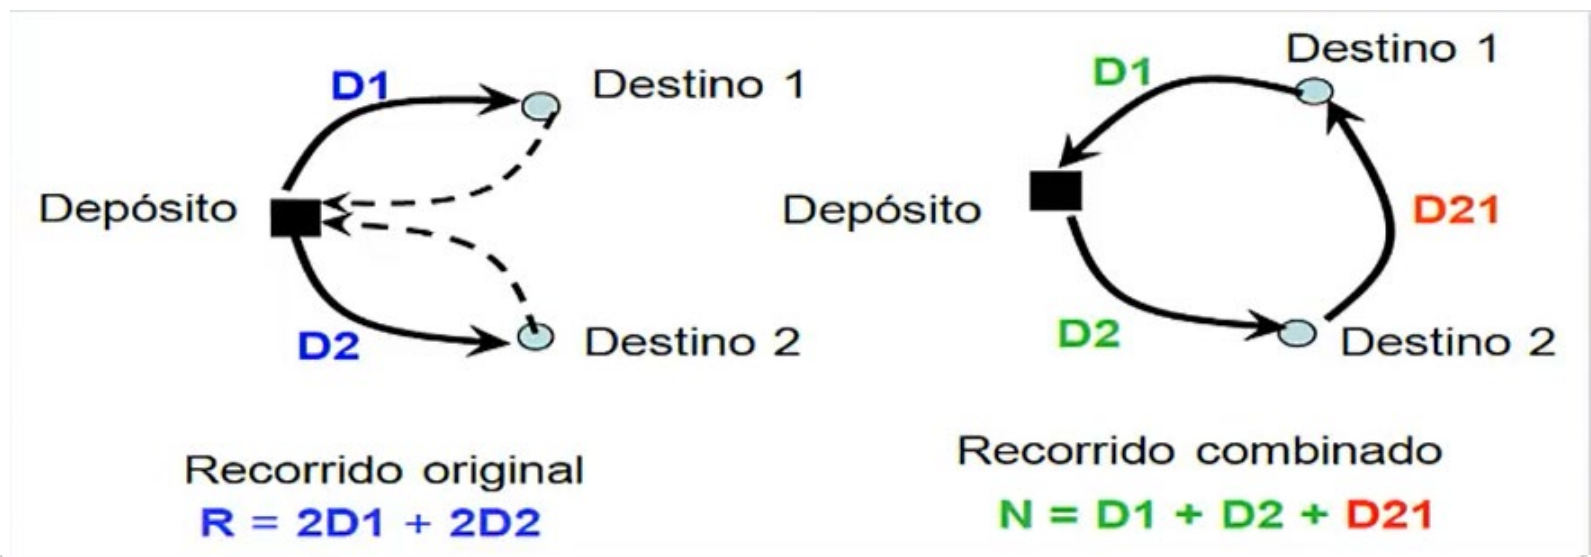 D1
Destino 1
Depósito
D2
Destino 2
Recorrido original
R = 2D1 + 2D2
Destino 1
D1
Depósito
D21
D2
Destino 2
Recorrido combinado
N = D1 + D2 + D21